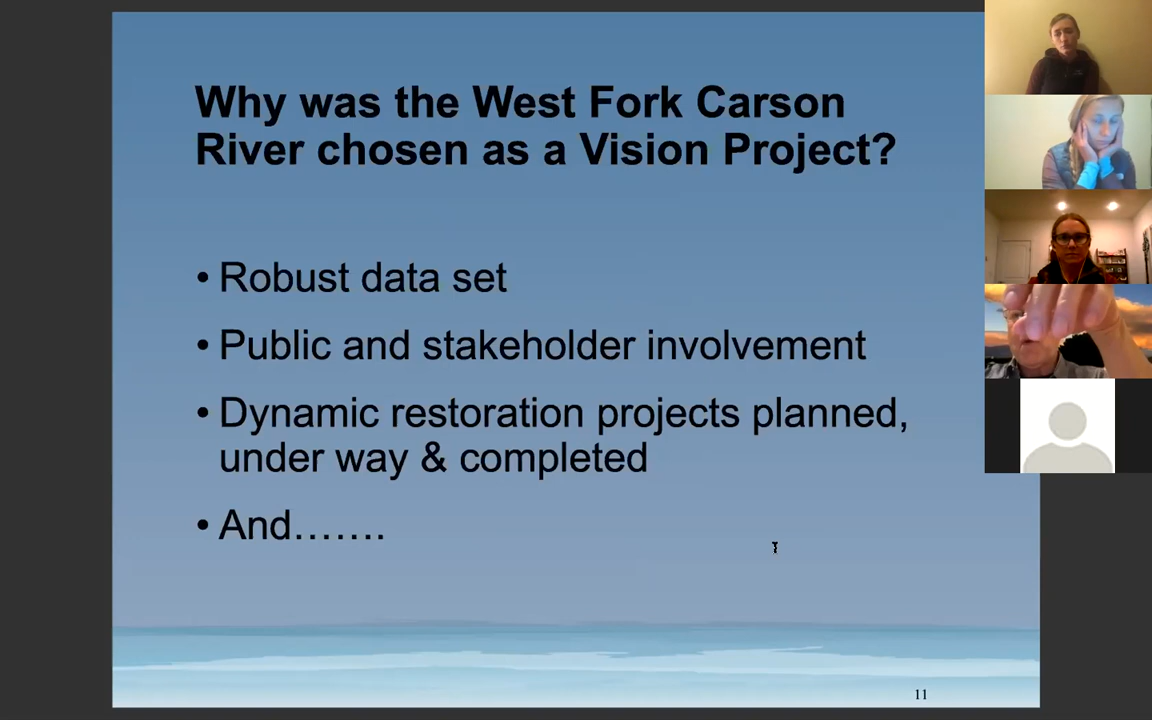 Why was the West Fork Carson
River chosen as a Vision Project?
• Robust data set
• Public and stakeholder involvement
• Dynamic restoration projects planned,
under way & completed
• And…….
11